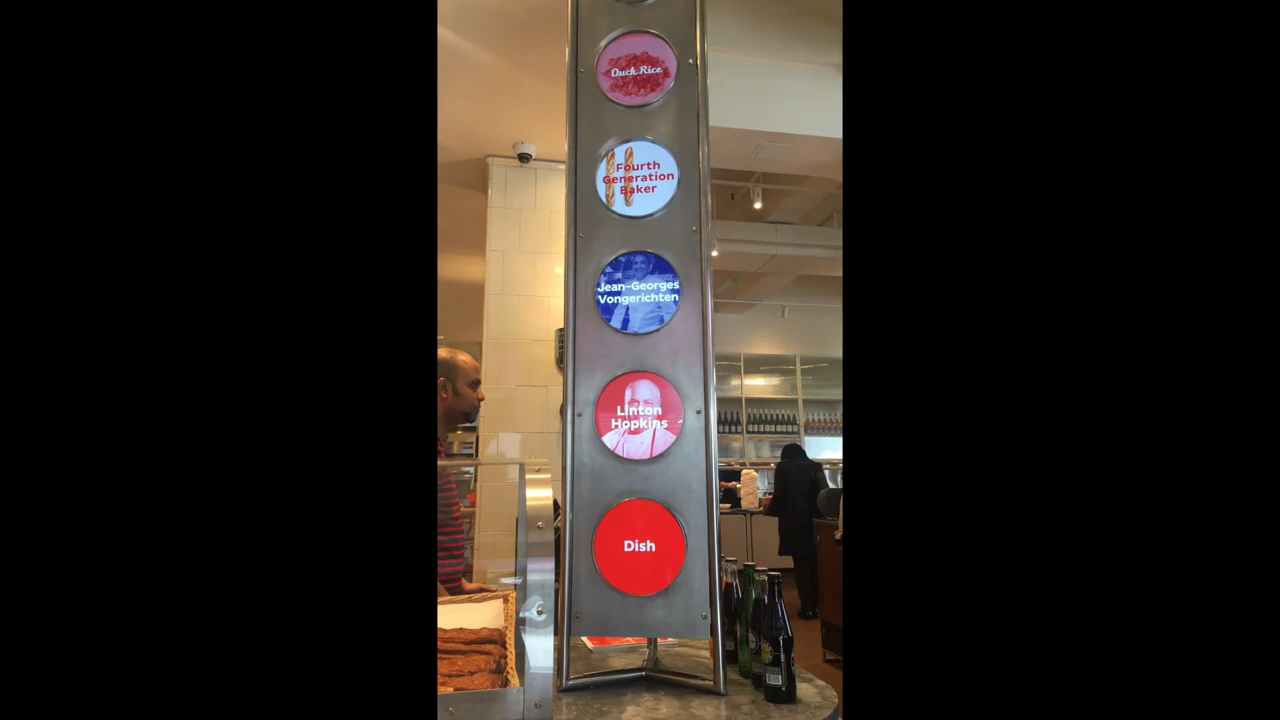 Duck Rice
Fourth
Generation
Baker
Jean-Georges
Vongerichten
Linton
Hopkins
Dish